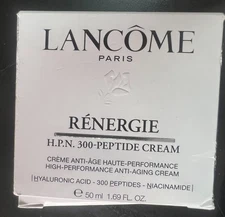 LANCÔME
PARIS
RÉNERGIE
H.P.N. 300-PEPTIDE CREAM
CRÈME ANTI-ÂGE HAUTE-PERFORMANCE
HIGH-PERFORMANCE ANTI-AGING CREAM
[HYALURONIC ACID - 300 PEPTIDES - NIACINAMIDE]
e 50 ml 1.69 FL. OZ.